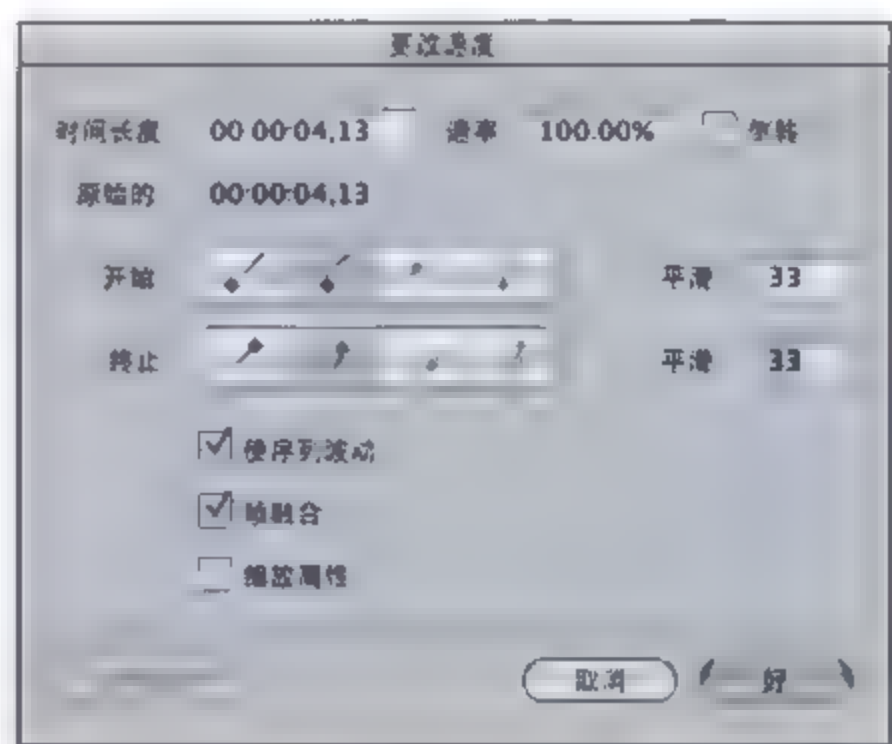 更改速度
时间长度 00:00:04,13 速率 100.00% 倒转
原始的 00:00:04,13
开始 平滑 33
终止 平滑 33
使序列波动
帧融合
缩放属性
取消 好